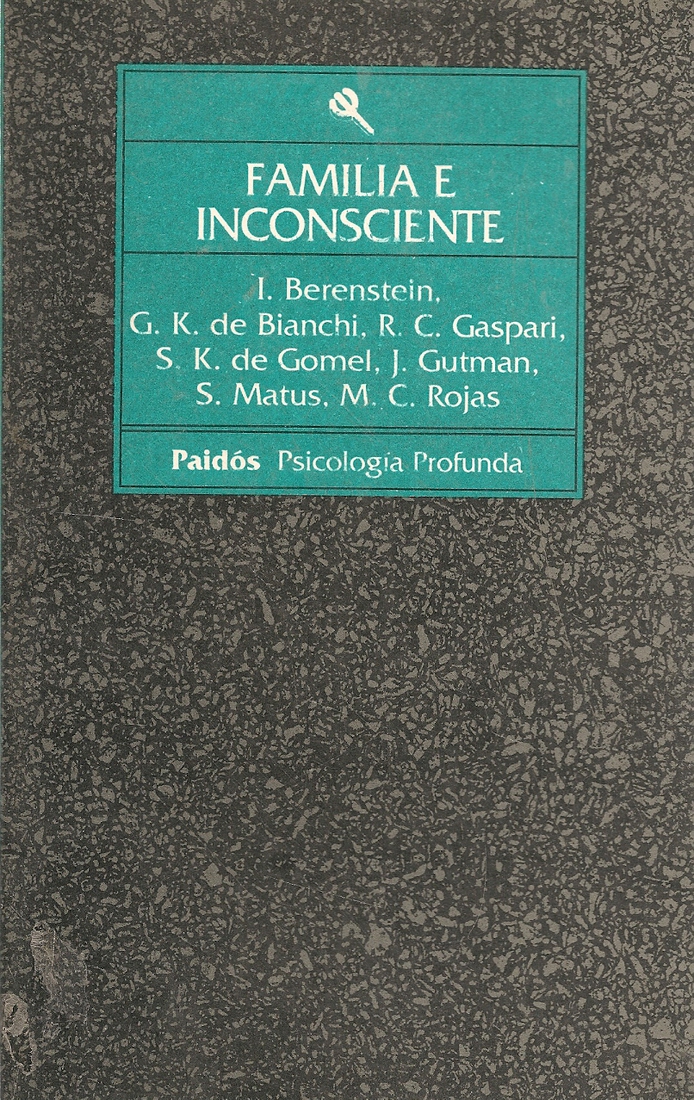 FAMILIA E
INCONSCIENTE
I. Berenstein,
G. K. de Bianchi, R. C. Gaspari,
S. K. de Gomel, J. Gutman,
S. Matus, M. C. Rojas
Paidós Psicología Profunda